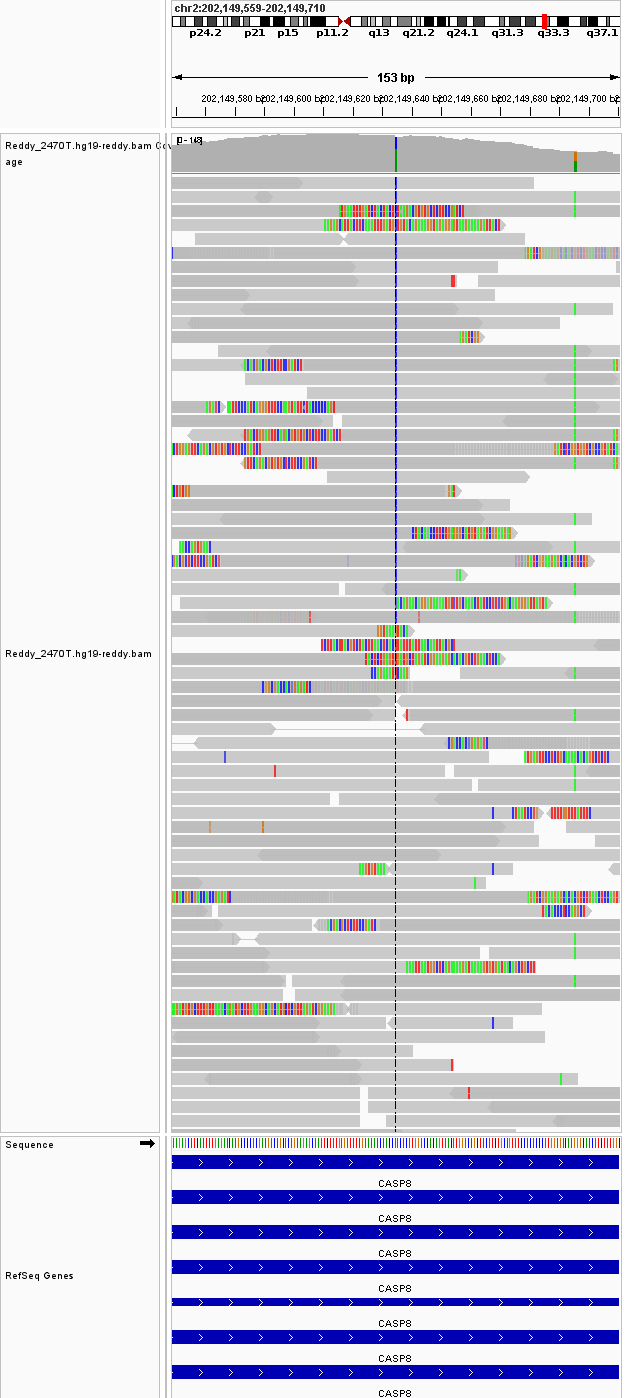 chr2:202,149,559-202,149,710
p24.2 p21 p15 p11.2 q13 q21.2 q24.1 q31.3 q33.3 q37.1
153 bp
202,149,580 bp 202,149,600 bp 202,149,620 bp 202,149,640 bp 202,149,660 bp 202,149,680 bp 202,149,700 bp
Reddy_2470T.hg19-reddy.bam Cov
age
Reddy_2470T.hg19-reddy.bam
Sequence
CASP8
CASP8
CASP8
RefSeq Genes
CASP8
CASP8
CASP8
CASP8